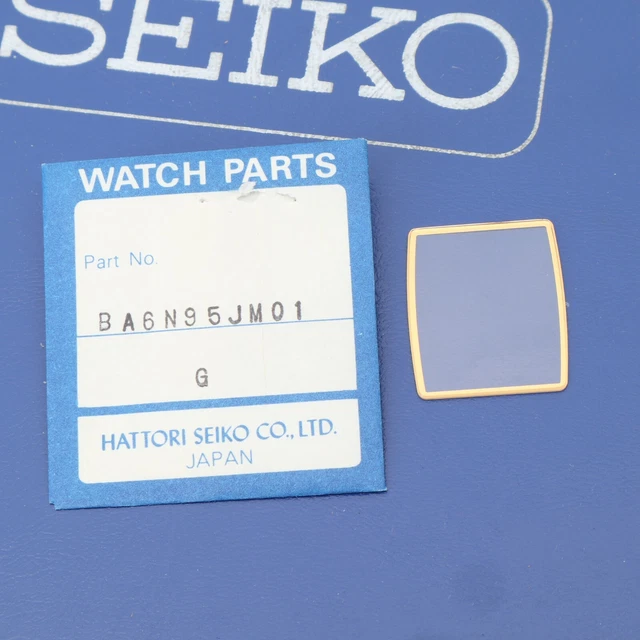 SEIKO
WATCH PARTS
Part No.
BA6N95JM01
G
HATTORI SEIKO CO., LTD.
JAPAN